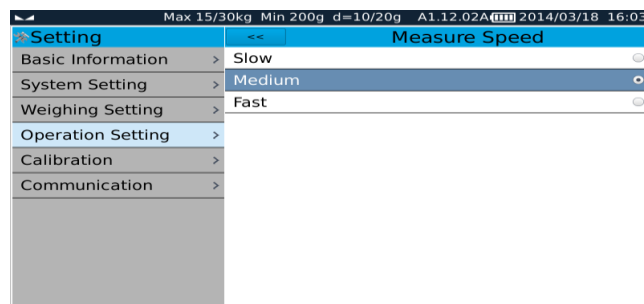 Max 15/30kg Min 200g d=10/20g A1.12.02A 2014/03/18 16:03
Setting
<< Measure Speed
Basic Information >
System Setting >
Weighing Setting >
Operation Setting >
Calibration >
Communication >
Slow
Medium
Fast